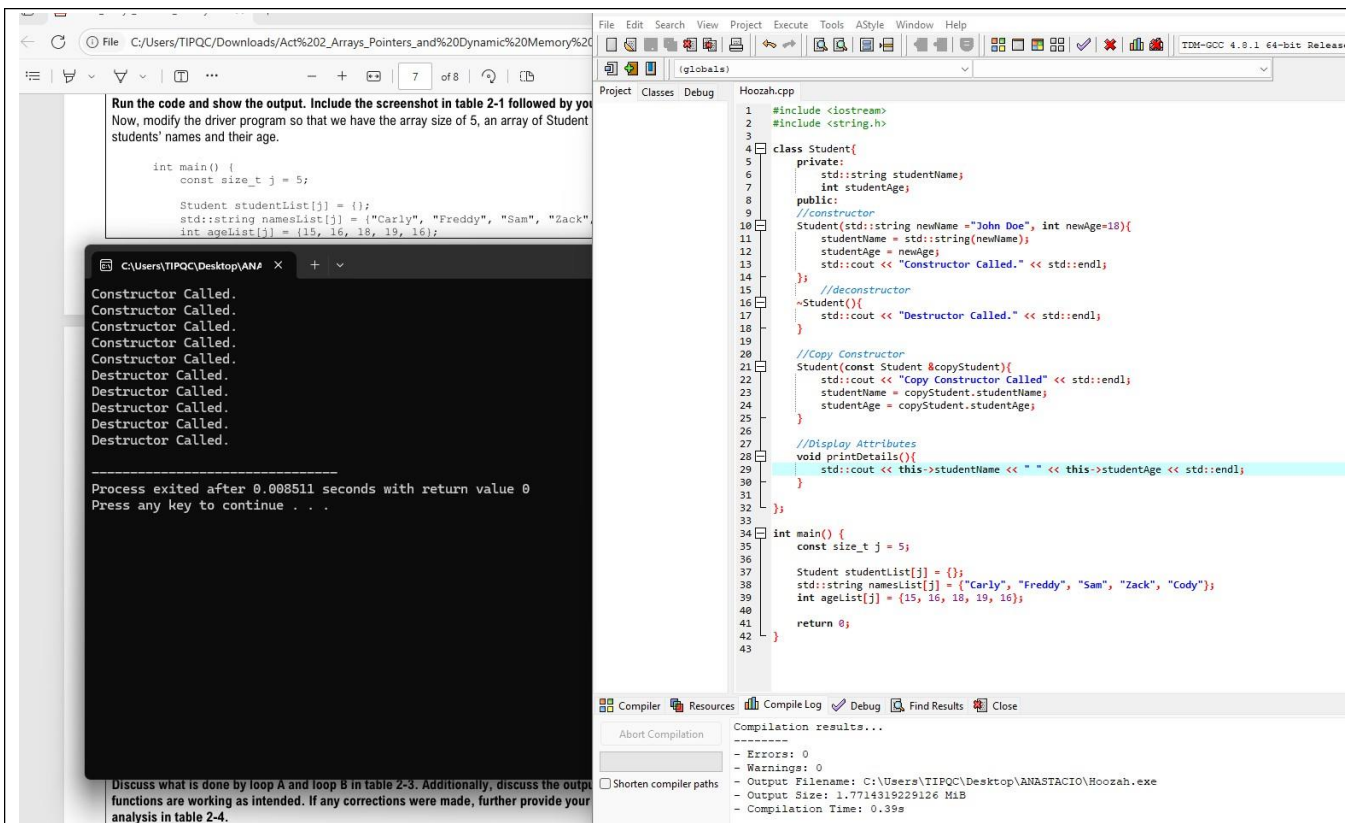 File C:/Users/TIPQC/Downloads/Act%202_Arrays_Pointers_and%20Dynamic%20Memory%20
7 of 8
Run the code and show the output. Include the screenshot in table 2-1 followed by you
Now, modify the driver program so that we have the array size of 5, an array of Student
students' names and their age.
int main() {
const size_t j = 5;
Student studentList[j] = {};
std::string namesList[j] = {"Carly", "Freddy", "Sam", "Zack",
int ageList[j] = {15, 16, 18, 19, 16};
C:\Users\TIPQC\Desktop\ANA
Constructor Called.
Constructor Called.
Constructor Called.
Constructor Called.
Constructor Called.
Destructor Called.
Destructor Called.
Destructor Called.
Destructor Called.
Destructor Called.
--------------------------------
Process exited after 0.008511 seconds with return value 0
Press any key to continue . . .
Discuss what is done by loop A and loop B in table 2-3. Additionally, discuss the outpu
functions are working as intended. If any corrections were made, further provide your
analysis in table 2-4.
File Edit Search View Project Execute Tools AStyle Window Help
TDM-GCC 4.8.1 64-bit Release
(globals)
Project Classes Debug
Hoozah.cpp
1 #include <iostream>
2 #include <string.h>
3
4 class Student{
5 private:
6 std::string studentName;
7 int studentAge;
8 public:
9 //constructor
10 Student(std::string newName ="John Doe", int newAge=18){
11 studentName = std::string(newName);
12 studentAge = newAge;
13 std::cout << "Constructor Called." << std::endl;
14 };
15 //deconstructor
16 ~Student(){
17 std::cout << "Destructor Called." << std::endl;
18 }
19
20 //Copy Constructor
21 Student(const Student &copyStudent){
22 std::cout << "Copy Constructor Called" << std::endl;
23 studentName = copyStudent.studentName;
24 studentAge = copyStudent.studentAge;
25 }
26
27 //Display Attributes
28 void printDetails(){
29 std::cout << this->studentName << " " << this->studentAge << std::endl;
30 }
31
32 };
33
34 int main() {
35 const size_t j = 5;
36
37 Student studentList[j] = {};
38 std::string namesList[j] = {"Carly", "Freddy", "Sam", "Zack", "Cody"};
39 int ageList[j] = {15, 16, 18, 19, 16};
40
41 return 0;
42 }
43
Compiler Resources Compile Log Debug Find Results Close
Abort Compilation
Shorten compiler paths
Compilation results...
--------
- Errors: 0
- Warnings: 0
- Output Filename: C:\Users\TIPQC\Desktop\ANASTACIO\Hoozah.exe
- Output Size: 1.7714319229126 MiB
- Compilation Time: 0.39s